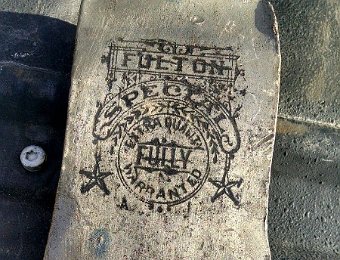 FULTON
SPECIAL
EXTRA QUALITY
FULLY
WARRANTED